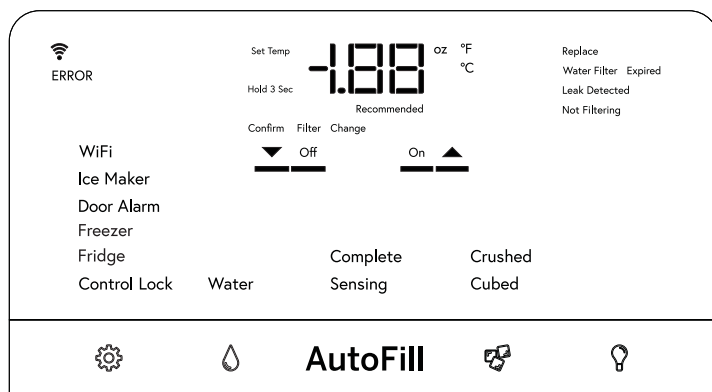 ERROR
Set Temp
Hold 3 Sec
-1.88 oz °F
°C
Recommended
Confirm Filter Change
Replace
Water Filter Expired
Leak Detected
Not Filtering
Off On
WiFi
Ice Maker
Door Alarm
Freezer
Fridge
Control Lock
Water
Complete
Sensing
Crushed
Cubed
AutoFill